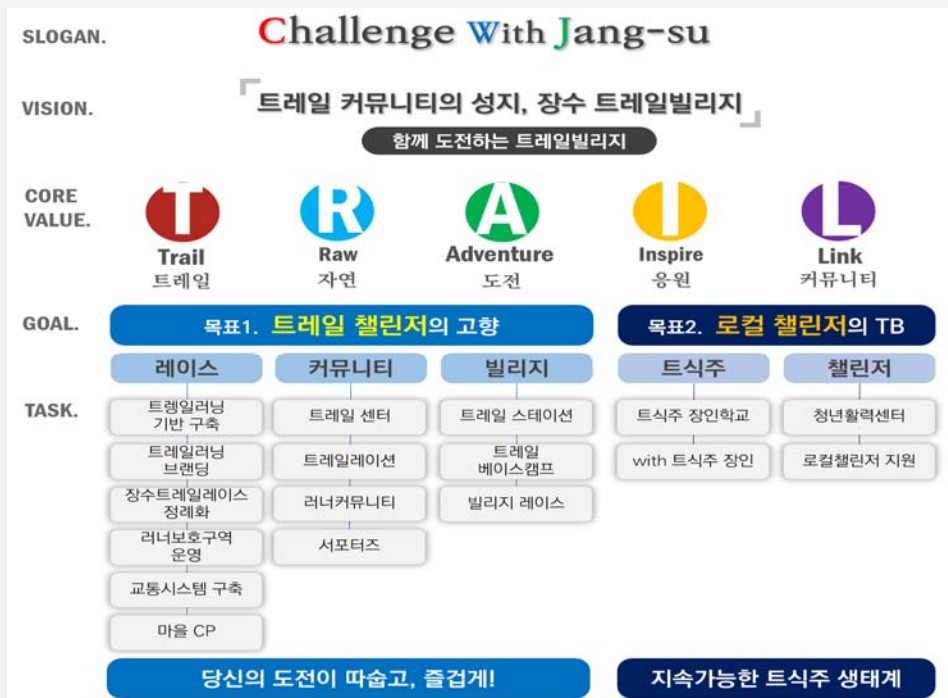 SLOGAN.
Challenge With Jang-su
VISION.
「트레일 커뮤니티의 성지, 장수 트레일빌리지」
함께 도전하는 트레일빌리지
CORE
VALUE.
T R A I L
Trail Raw Adventure Inspire Link
트레일 자연 도전 응원 커뮤니티
GOAL.
목표1. 트레일 챌린저의 고향
목표2. 로컬 챌린저의 TB
레이스 커뮤니티 빌리지 트식주 챌린저
TASK.
트렝일러닝
기반 구축
트레일러닝
브랜딩
장수트레일레이스
정례화
러너보호구역
운영
교통시스템 구축
마을 CP
트레일 센터
트레일레이션
러너커뮤니티
서포터즈
트레일 스테이션
트레일
베이스캠프
빌리지 레이스
트식주 장인학교
with 트식주 장인
청년활력센터
로컬챌린저 지원
당신의 도전이 따숩고, 즐겁게!
지속가능한 트식주 생태계